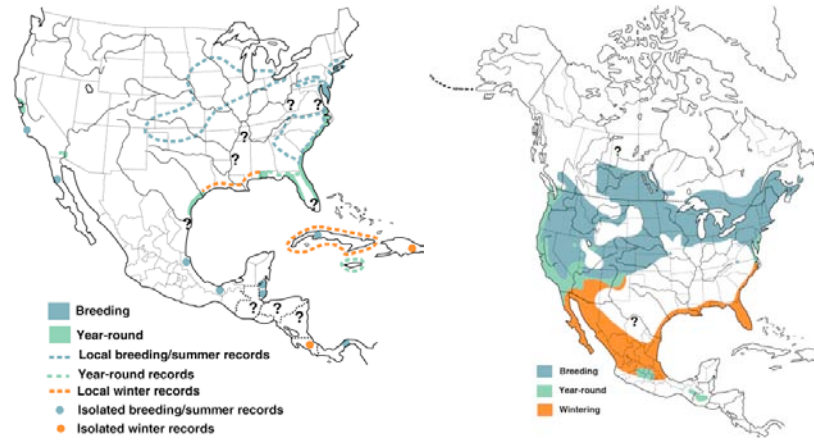 ?
?
?
?
?
?
?
?
?
?
Breeding
Year-round
Local breeding/summer records
Year-round records
Local winter records
Isolated breeding/summer records
Isolated winter records
?
?
Breeding
Year-round
Wintering